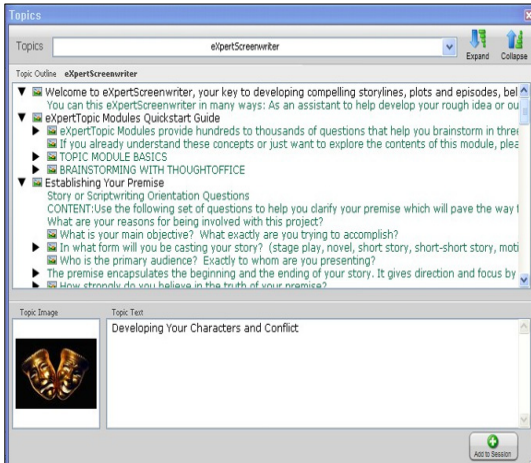 Topics
Topics
eXpertScreenwriter
Expand
Collapse
Topic Outline eXpertScreenwriter
Welcome to eXpertScreenwriter, your key to developing compelling storylines, plots and episodes, bel
You can this eXpertScreenwriter in many ways: As an assistant to help develop your rough idea or ou
eXpertTopic Modules Quickstart Guide
eXpertTopic Modules provide hundreds to thousands of questions that help you brainstorm in three
If you already understand these concepts or just want to explore the contents of this module, plea
TOPIC MODULE BASICS
BRAINSTORMING WITH THOUGHTOFFICE
Establishing Your Premise
Story or Scriptwriting Orientation Questions
CONTENT:Use the following set of questions to help you clarify your premise which will pave the way f
What are your reasons for being involved with this project?
What is your main objective? What exactly are you trying to accomplish?
In what form will you be casting your story? (stage play, novel, short story, short-short story, moti
Who is the primary audience? Exactly to whom are you presenting?
The premise encapsulates the beginning and the ending of your story. It gives direction and focus by
How strongly do you believe in the truth of your premise?
Topic Image
Topic Text
Developing Your Characters and Conflict
Add to Session